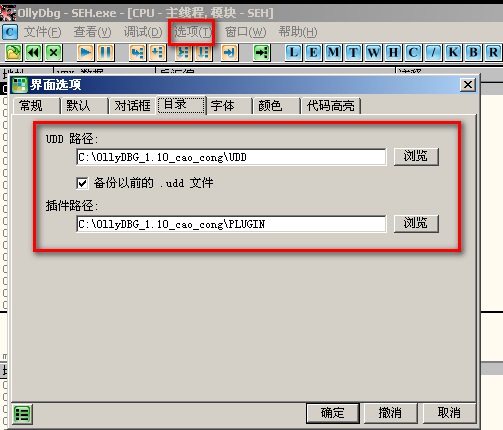 OllyDbg - SEH.exe - [CPU - 主线程, 模块 - SEH]
C 文件(F) 查看(V) 调试(D) 选项(T) 窗口(W) 帮助(H)
L E M T W H C / K B R
界面选项
常规 默认 对话框 目录 字体 颜色 代码高亮
UDD 路径:
C:\OllyDBG_1.10_cao_cong\UDD 浏览
备份以前的 .udd 文件
插件路径:
C:\OllyDBG_1.10_cao_cong\PLUGIN 浏览
确定 撤消 取消